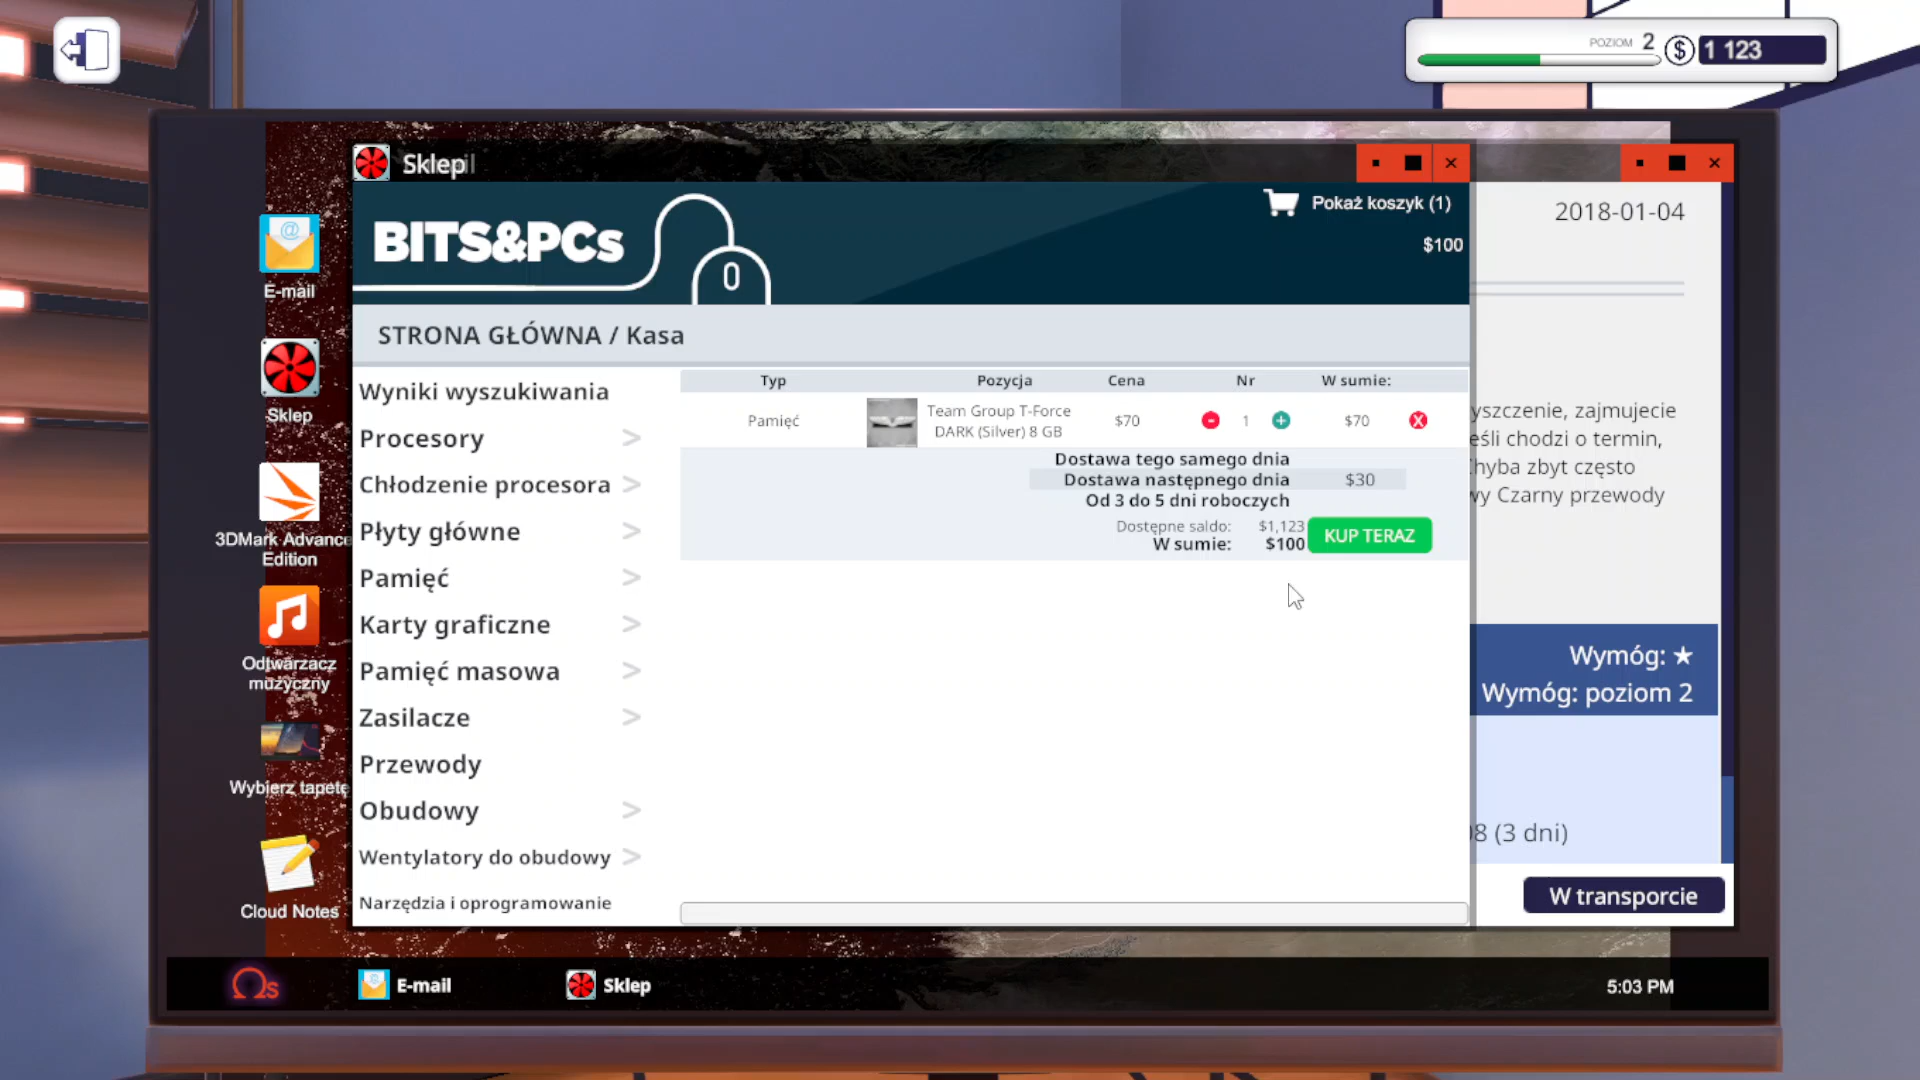 POZIOM 2
$ 1 123
Sklep
Pokaż koszyk (1)
$100
BITS&PCs
2018-01-04
STRONA GŁÓWNA / Kasa
Wyniki wyszukiwania
Procesory >
Chłodzenie procesora >
Płyty główne >
Pamięć >
Karty graficzne >
Pamięć masowa >
Zasilacze >
Przewody
Obudowy >
Wentylatory do obudowy >
Narzędzia i oprogramowanie
Typ Pozycja Cena Nr W sumie:
Pamięć Team Group T-Force DARK (Silver) 8 GB $70 1 $70
Dostawa tego samego dnia
Dostawa następnego dnia $30
Od 3 do 5 dni roboczych
Dostępne saldo: $1,123
W sumie: $100
KUP TERAZ
yszczenie, zajmujecie
eśli chodzi o termin,
hyba zbyt często
wy Czarny przewody
Wymóg: ★
Wymóg: poziom 2
8 (3 dni)
W transporcie
E-mail
Sklep
3DMark Advance
Edition
Odtwarzacz
muzyczny
Wybierz tapetę
Cloud Notes
Ωs
E-mail
Sklep
5:03 PM